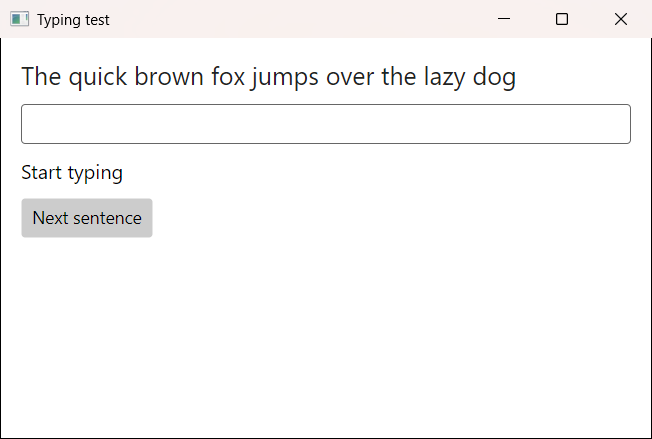 Typing test
The quick brown fox jumps over the lazy dog
Start typing
Next sentence